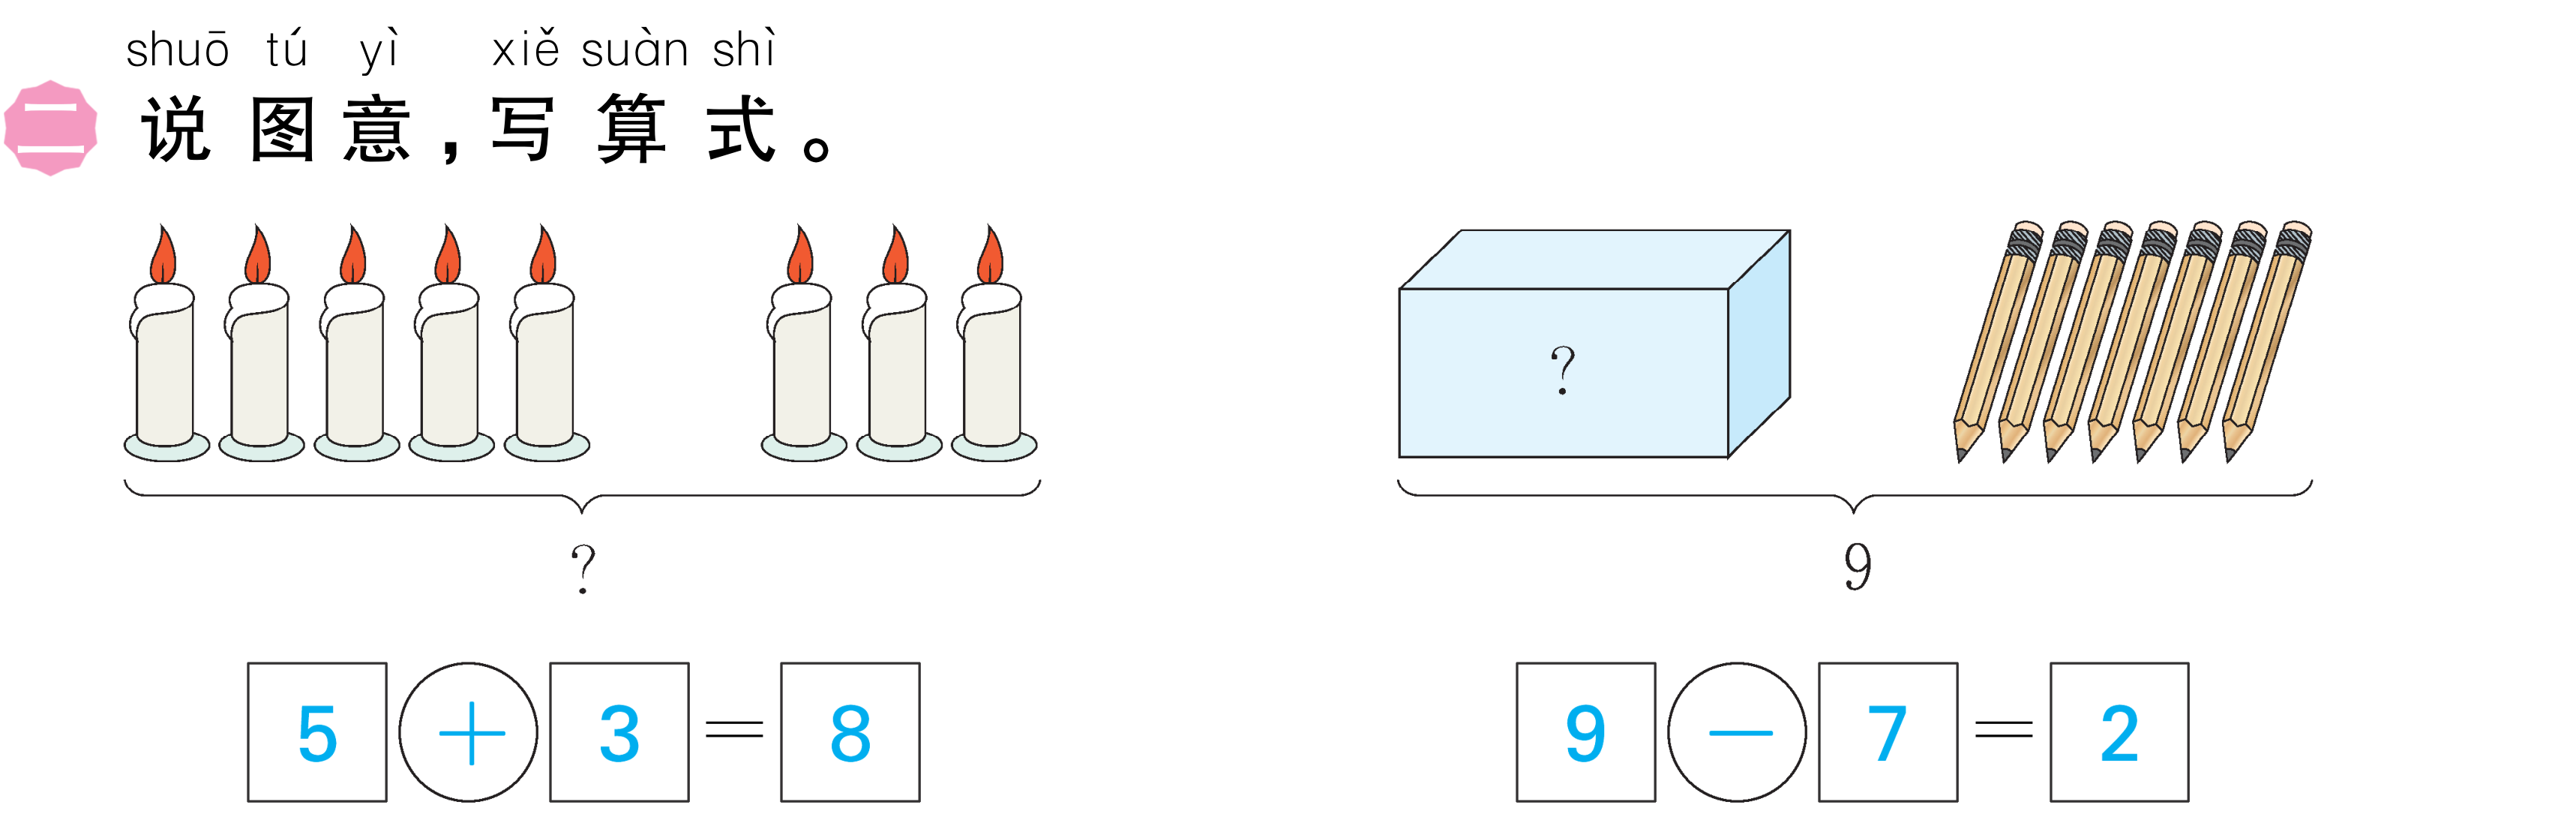 shuō tú yì xiě suàn shì
二 说图意，写算式。
?
? 9
5 + 3 = 8 9 − 7 = 2